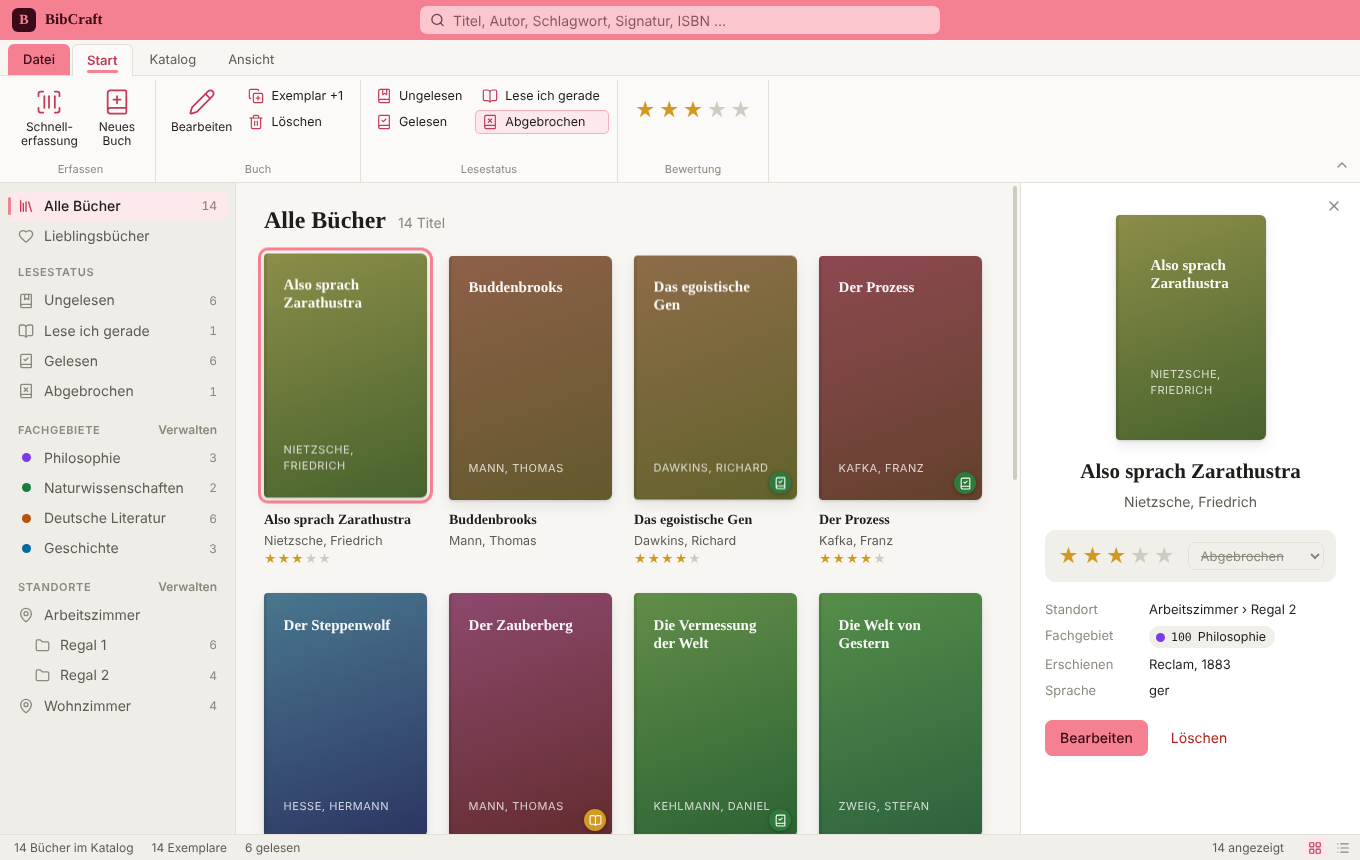 B BibCraft
Titel, Autor, Schlagwort, Signatur, ISBN ...
Datei Start Katalog Ansicht
Schnell-
erfassung
Neues
Buch
Erfassen
Bearbeiten
Exemplar +1
Löschen
Buch
Ungelesen
Lese ich gerade
Gelesen
Abgebrochen
Lesestatus
Bewertung
Alle Bücher 14
Lieblingsbücher
LESESTATUS
Ungelesen 6
Lese ich gerade 1
Gelesen 6
Abgebrochen 1
FACHGEBIETE Verwalten
Philosophie 3
Naturwissenschaften 2
Deutsche Literatur 6
Geschichte 3
STANDORTE Verwalten
Arbeitszimmer
Regal 1 6
Regal 2 4
Wohnzimmer 4
Alle Bücher 14 Titel
Also sprach
Zarathustra
NIETZSCHE,
FRIEDRICH
Also sprach Zarathustra
Nietzsche, Friedrich
Buddenbrooks
MANN, THOMAS
Buddenbrooks
Mann, Thomas
Das egoistische
Gen
DAWKINS, RICHARD
Das egoistische Gen
Dawkins, Richard
Der Prozess
KAFKA, FRANZ
Der Prozess
Kafka, Franz
Der Steppenwolf
HESSE, HERMANN
Der Zauberberg
MANN, THOMAS
Die Vermessung
der Welt
KEHLMANN, DANIEL
Die Welt von
Gestern
ZWEIG, STEFAN
Also sprach
Zarathustra
NIETZSCHE,
FRIEDRICH
Also sprach Zarathustra
Nietzsche, Friedrich
Abgebrochen
Standort Arbeitszimmer › Regal 2
Fachgebiet 100 Philosophie
Erschienen Reclam, 1883
Sprache ger
Bearbeiten Löschen
14 Bücher im Katalog 14 Exemplare 6 gelesen 14 angezeigt